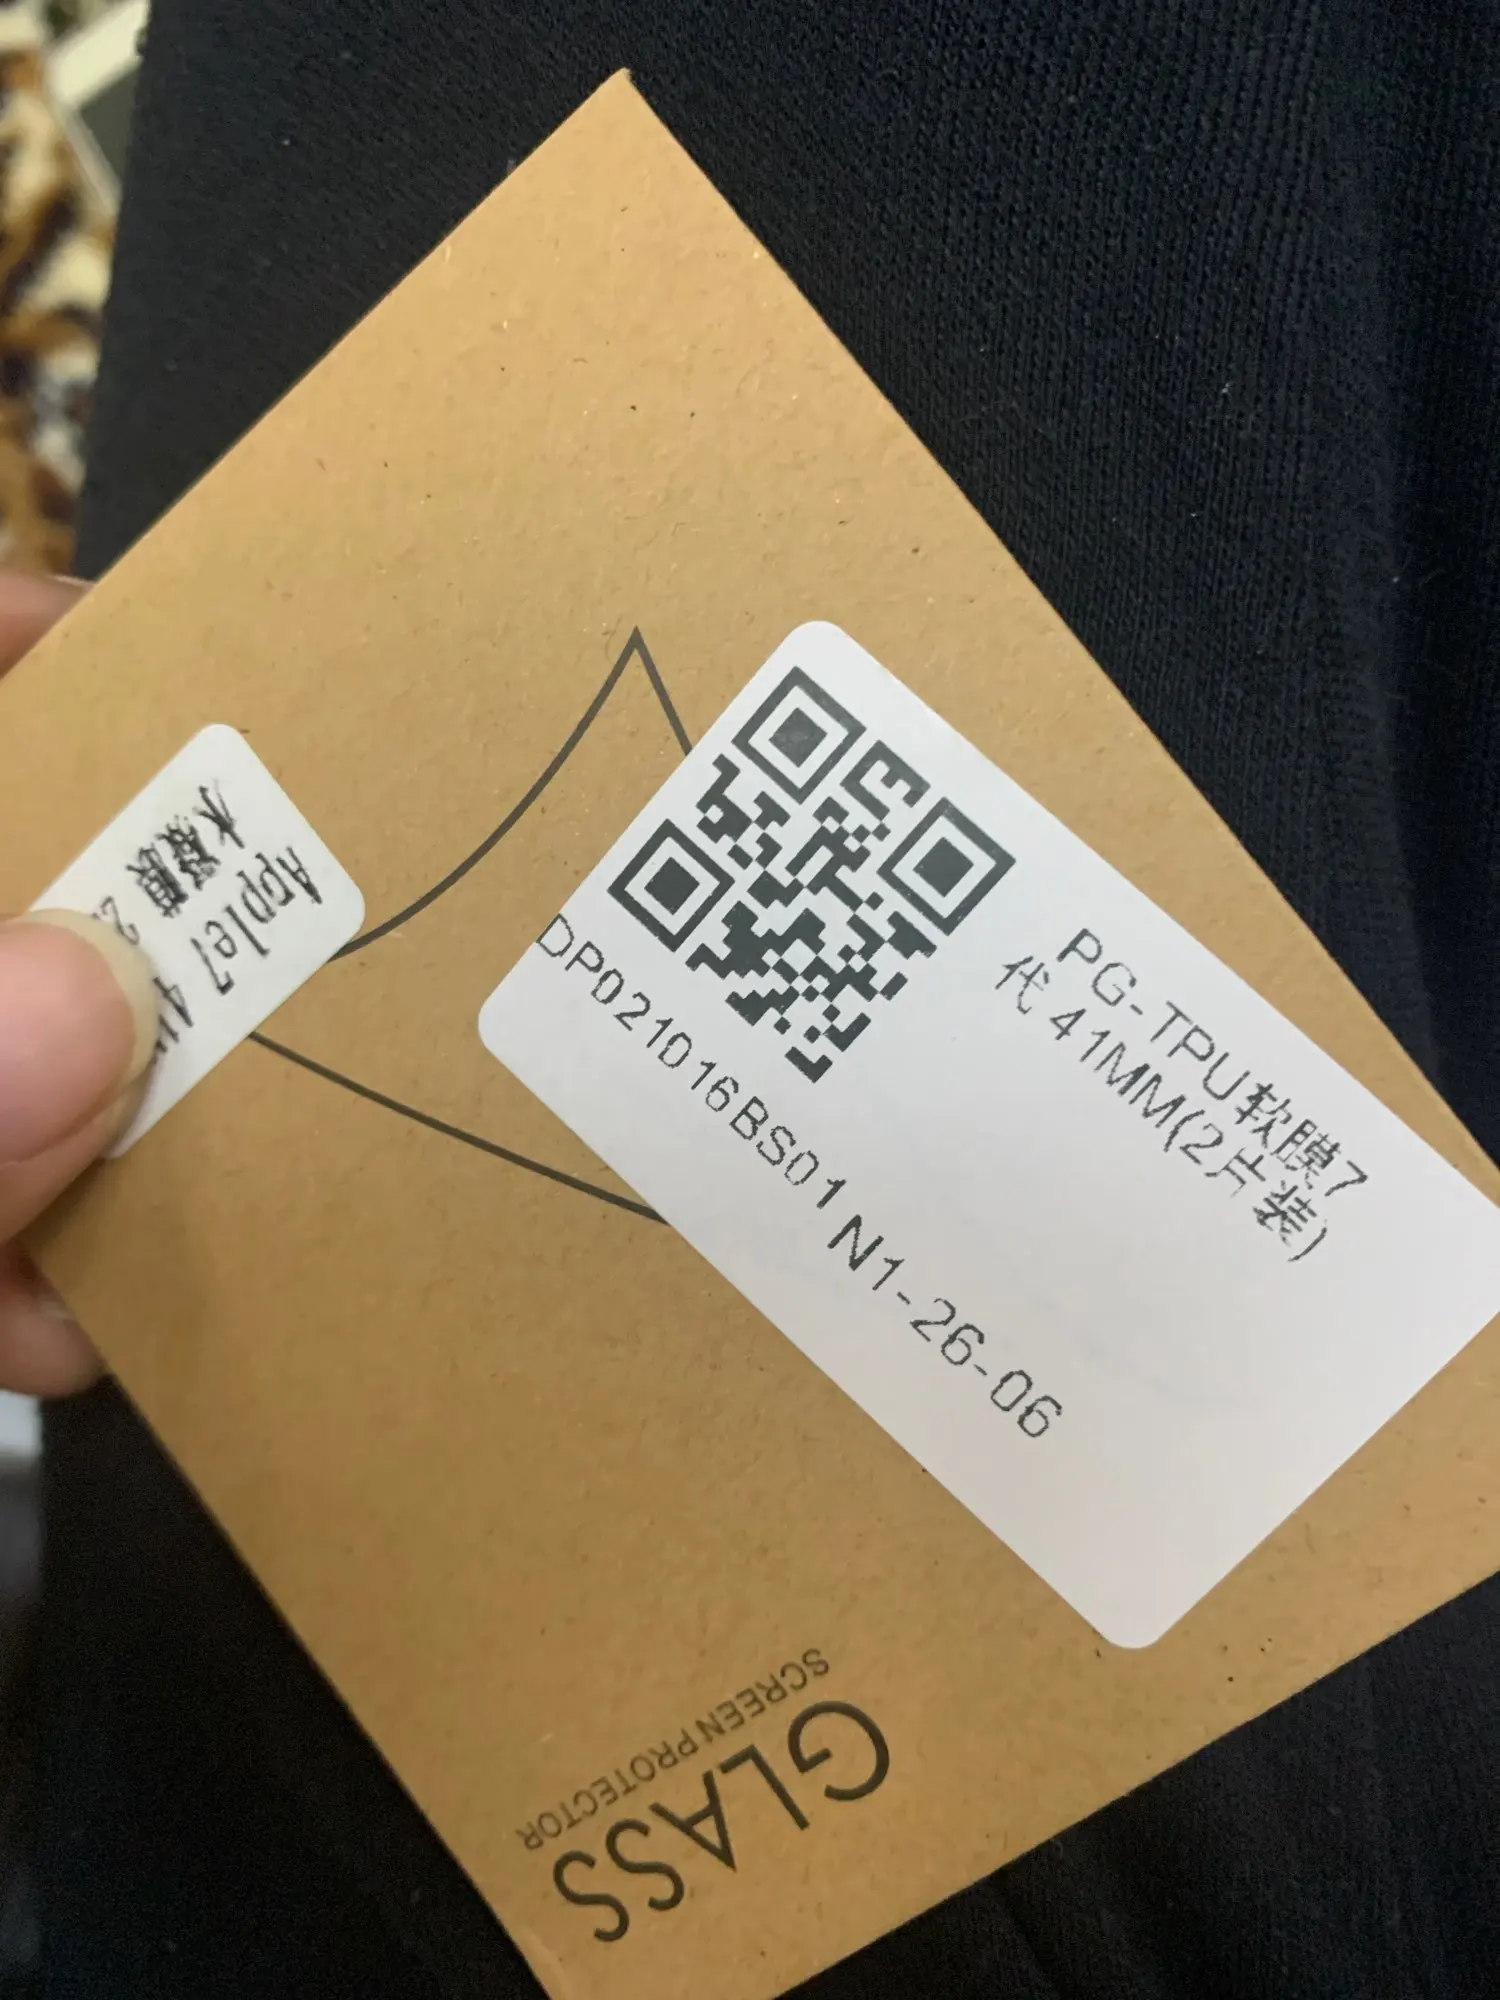 PG-TPU软膜7
代 41MM(2片装)
DP021016BS01 N1-26-06
Apple7 41
水凝膜 2
GLASS
SCREEN PROTECTOR